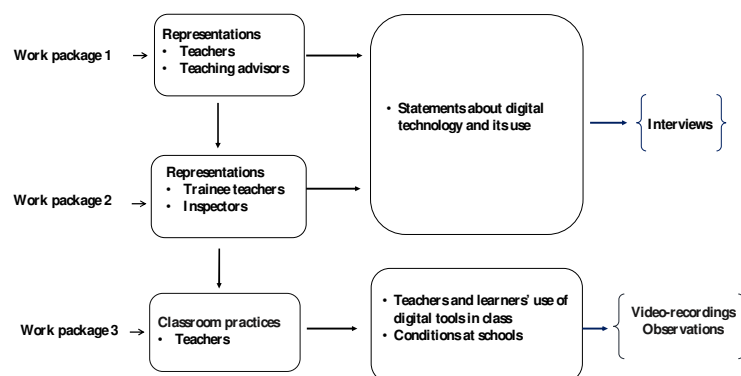 Work package 1
Representations
• Teachers
• Teaching advisors
• Statements about digital
technology and its use
Interviews
Work package 2
Representations
• Trainee teachers
• Inspectors
Work package 3
Classroom practices
• Teachers
• Teachers and learners' use of
digital tools in class
• Conditions at schools
Video-recordings
Observations